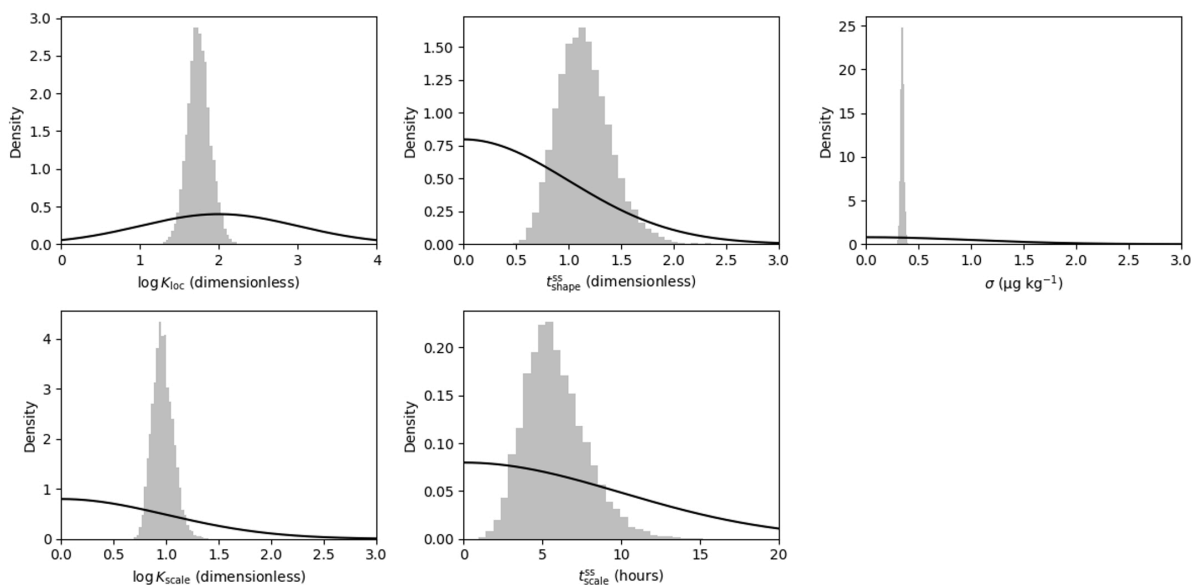 3.0
2.5
2.0
1.5
1.0
0.5
0.0
Density
0 1 2 3 4
log K_loc (dimensionless)
1.50
1.25
1.00
0.75
0.50
0.25
0.00
Density
0.0 0.5 1.0 1.5 2.0 2.5 3.0
t^ss_shape (dimensionless)
25
20
15
10
5
0
Density
0.0 0.5 1.0 1.5 2.0 2.5 3.0
σ (µg kg⁻¹)
4
3
2
1
0
Density
0.0 0.5 1.0 1.5 2.0 2.5 3.0
log K_scale (dimensionless)
0.20
0.15
0.10
0.05
0.00
Density
0 5 10 15 20
t^ss_scale (hours)